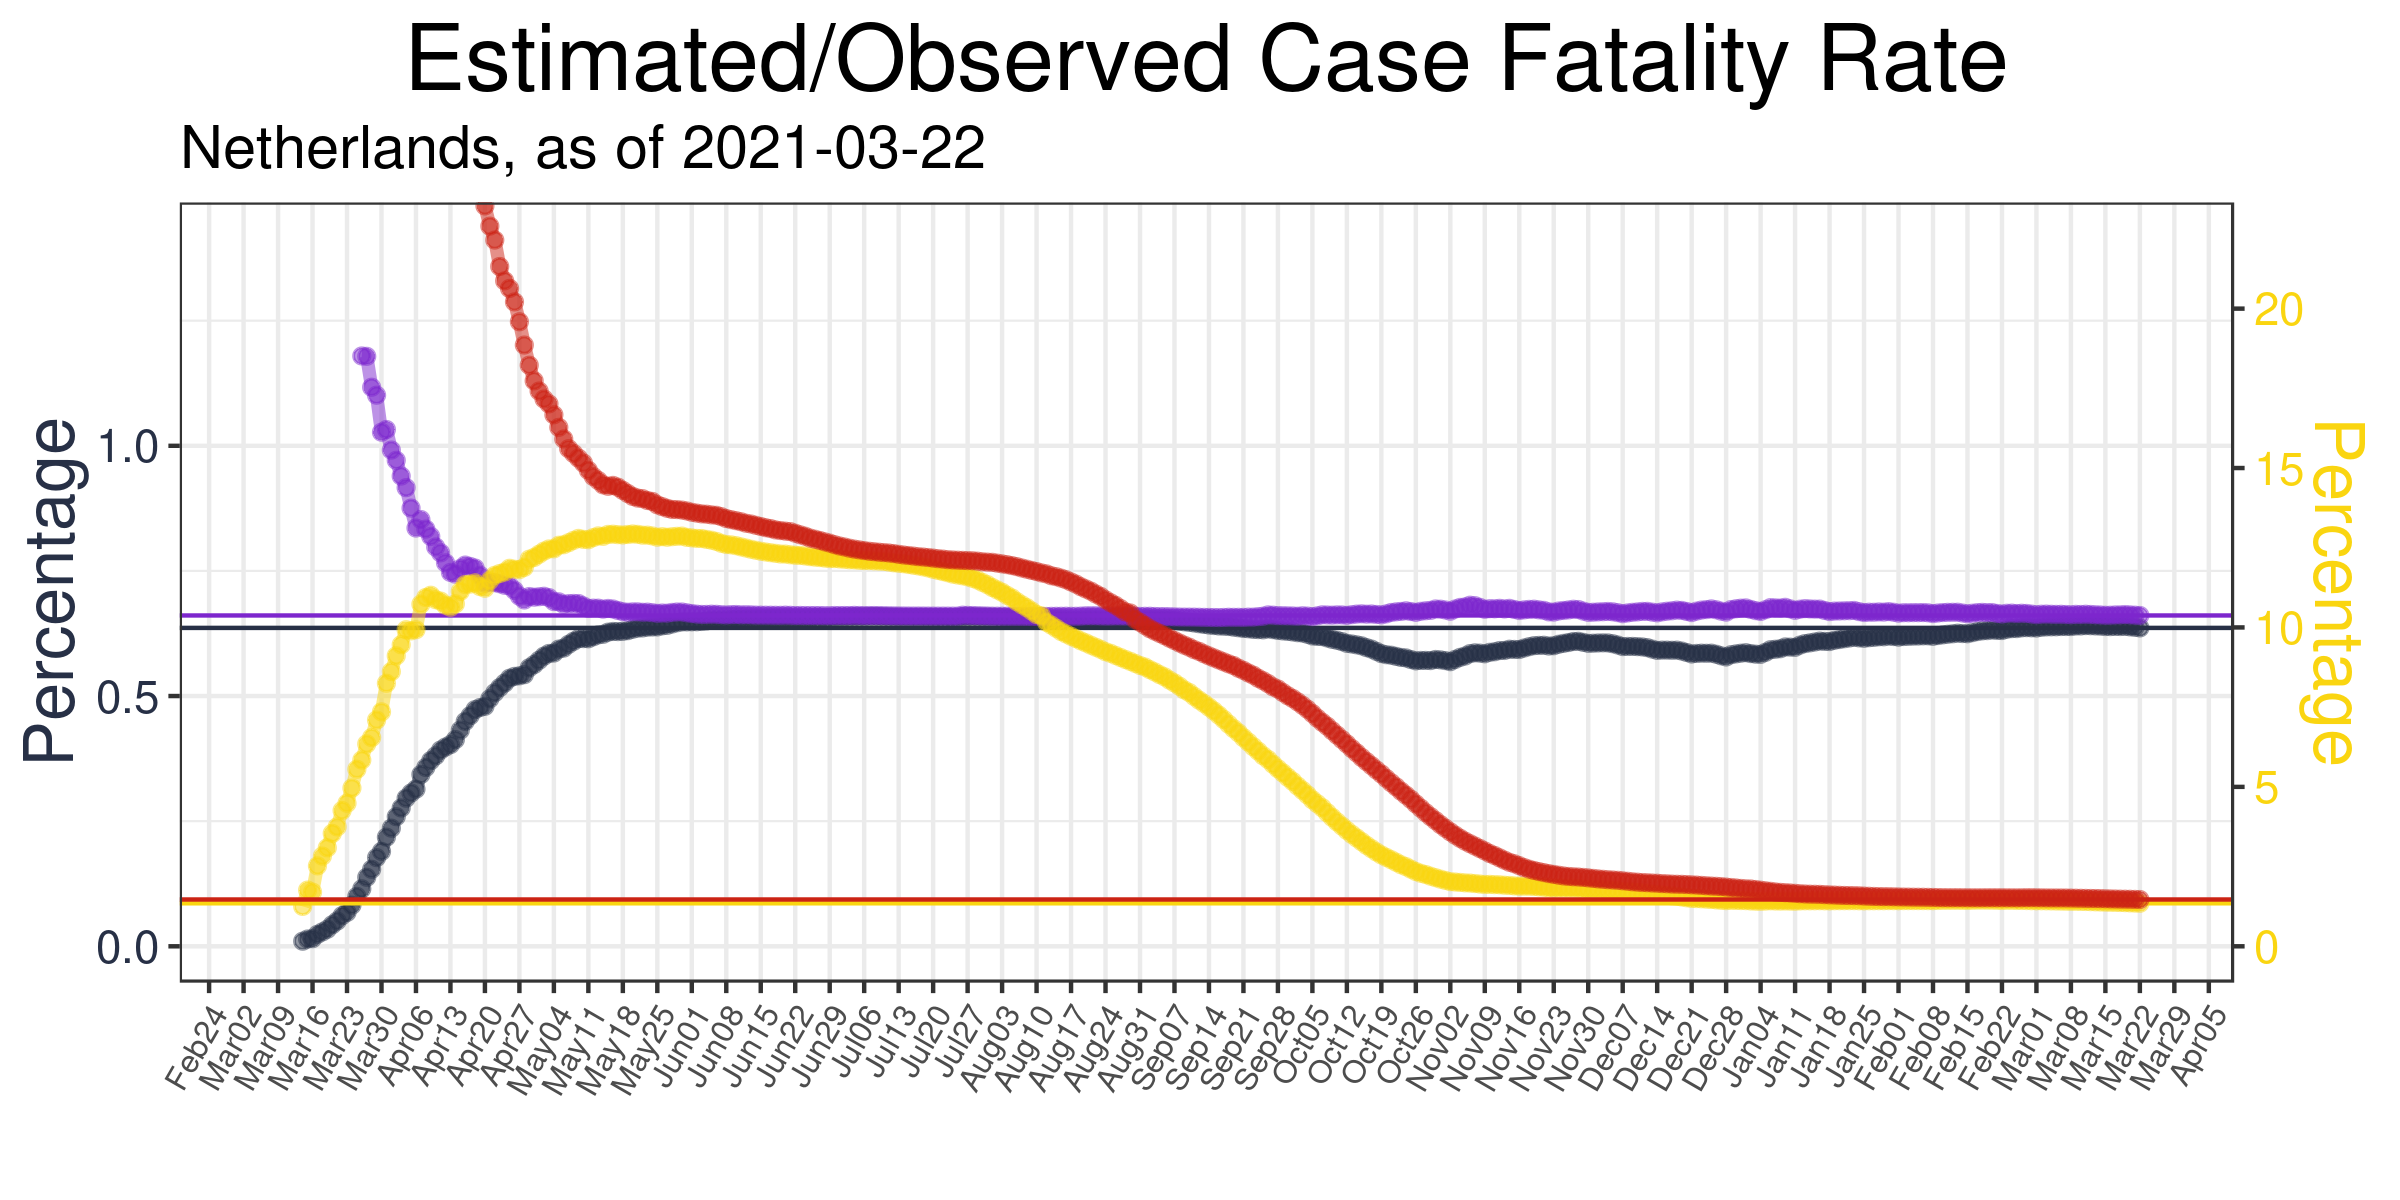 Estimated/Observed Case Fatality Rate
Netherlands, as of 2021-03-22
Percentage
1.0
0.5
0.0
20
15
10
5
0
Percentage
Feb24
Mar02
Mar09
Mar16
Mar23
Mar30
Apr06
Apr13
Apr20
Apr27
May04
May11
May18
May25
Jun01
Jun08
Jun15
Jun22
Jun29
Jul06
Jul13
Jul20
Jul27
Aug03
Aug10
Aug17
Aug24
Aug31
Sep07
Sep14
Sep21
Sep28
Oct05
Oct12
Oct19
Oct26
Nov02
Nov09
Nov16
Nov23
Nov30
Dec07
Dec14
Dec21
Dec28
Jan04
Jan11
Jan18
Jan25
Feb01
Feb08
Feb15
Feb22
Mar01
Mar08
Mar15
Mar22
Mar29
Apr05